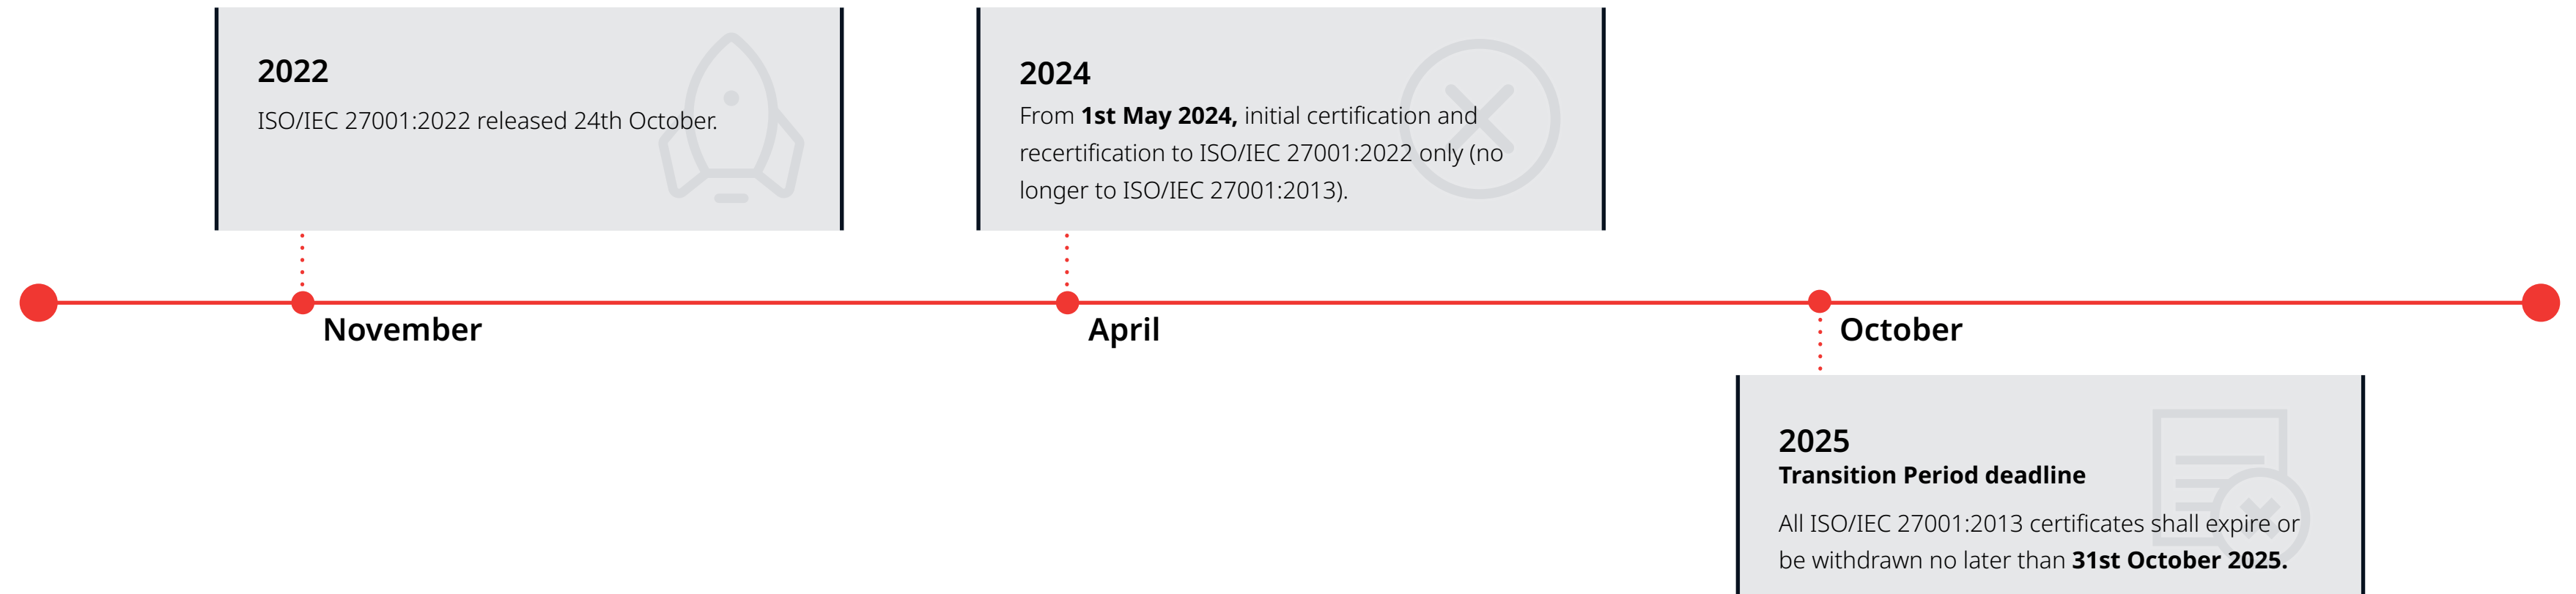 2022
ISO/IEC 27001:2022 released 24th October.
2024
From 1st May 2024, initial certification and
recertification to ISO/IEC 27001:2022 only (no
longer to ISO/IEC 27001:2013).
November
April
October
2025
Transition Period deadline
All ISO/IEC 27001:2013 certificates shall expire or
be withdrawn no later than 31st October 2025.